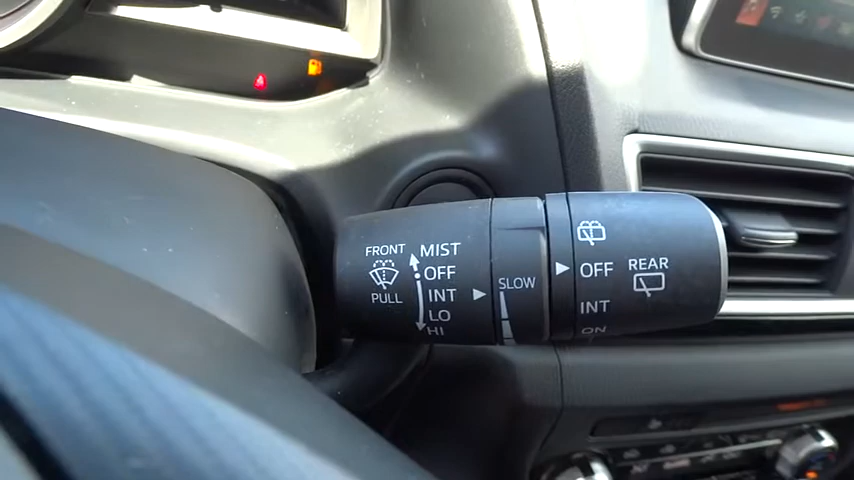 FRONT
PULL
MIST
OFF
INT
LO
HI
SLOW
OFF
INT
ON
REAR